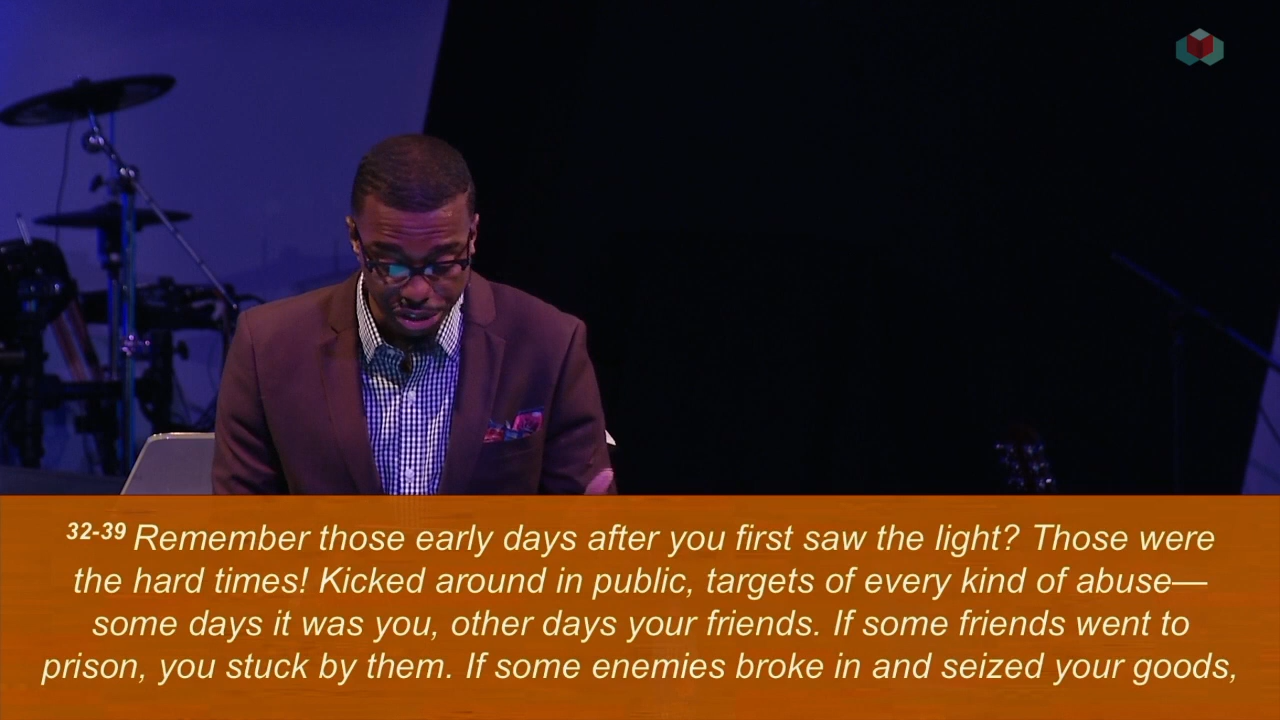 32-39 Remember those early days after you first saw the light? Those were
the hard times! Kicked around in public, targets of every kind of abuse—
some days it was you, other days your friends. If some friends went to
prison, you stuck by them. If some enemies broke in and seized your goods,